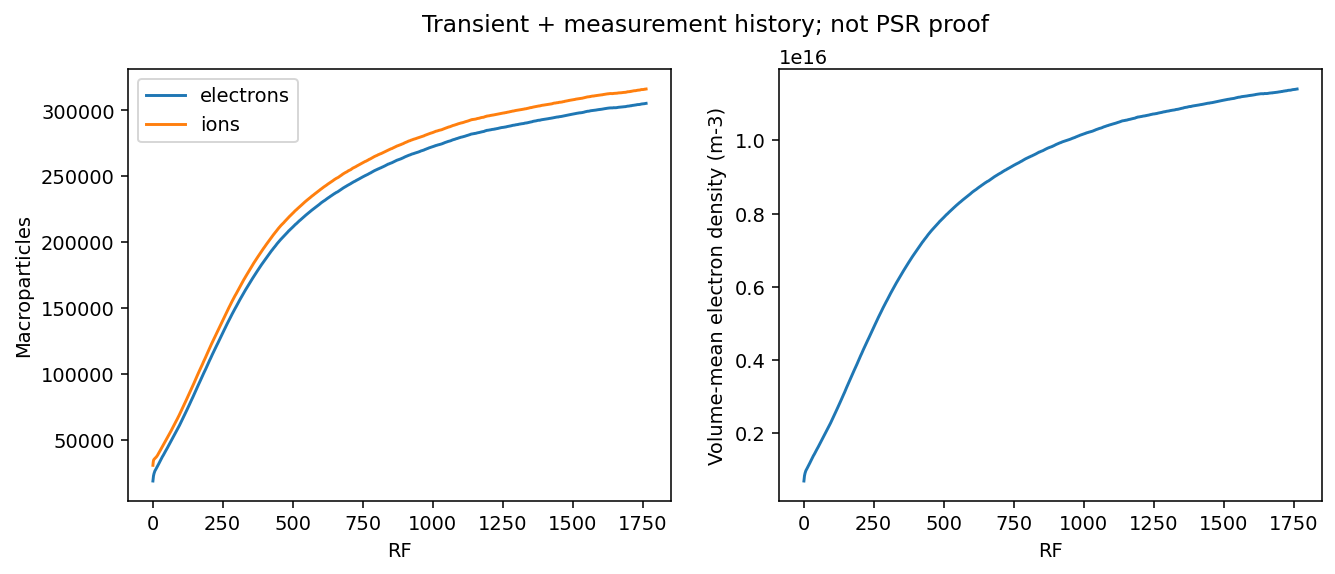 Transient + measurement history; not PSR proof
electrons
ions
Macroparticles
300000
250000
200000
150000
100000
50000
0 250 500 750 1000 1250 1500 1750
RF
1e16
Volume-mean electron density (m-3)
1.0
0.8
0.6
0.4
0.2
0 250 500 750 1000 1250 1500 1750
RF